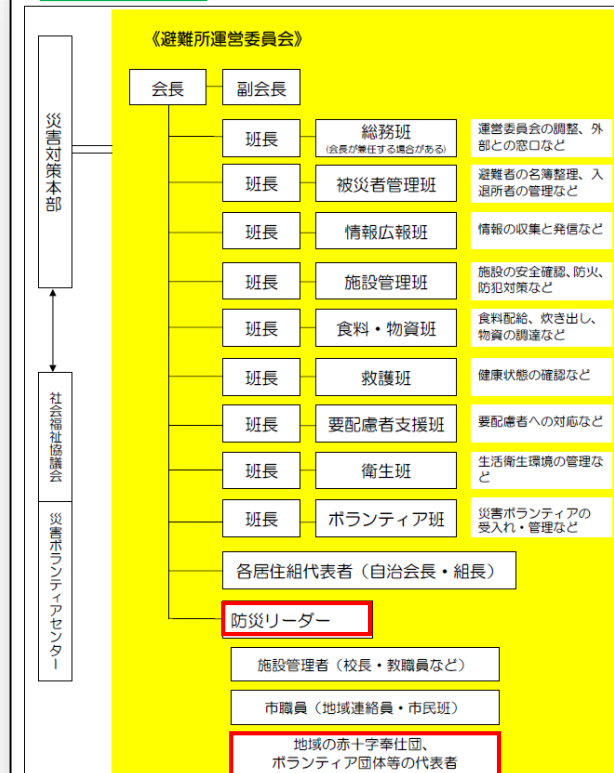 《避難所運営委員会》
会長
副会長
災害対策本部
班長
総務班
(会長が兼任する場合がある)
運営委員会の調整、外
部との窓口など
班長
被災者管理班
避難者の名簿整理、入
退所者の管理など
班長
情報広報班
情報の収集と発信など
班長
施設管理班
施設の安全確認、防火、
防犯対策など
班長
食料・物資班
食料配給、炊き出し、
物資の調達など
班長
救護班
健康状態の確認など
社会福祉協議会
班長
要配慮者支援班
要配慮者への対応など
班長
衛生班
生活衛生環境の管理な
ど
災害ボランティアセンター
班長
ボランティア班
災害ボランティアの
受入れ・管理など
各居住組代表者（自治会長・組長）
防災リーダー
施設管理者（校長・教職員など）
市職員（地域連絡員・市民班）
地域の赤十字奉仕団、
ボランティア団体等の代表者